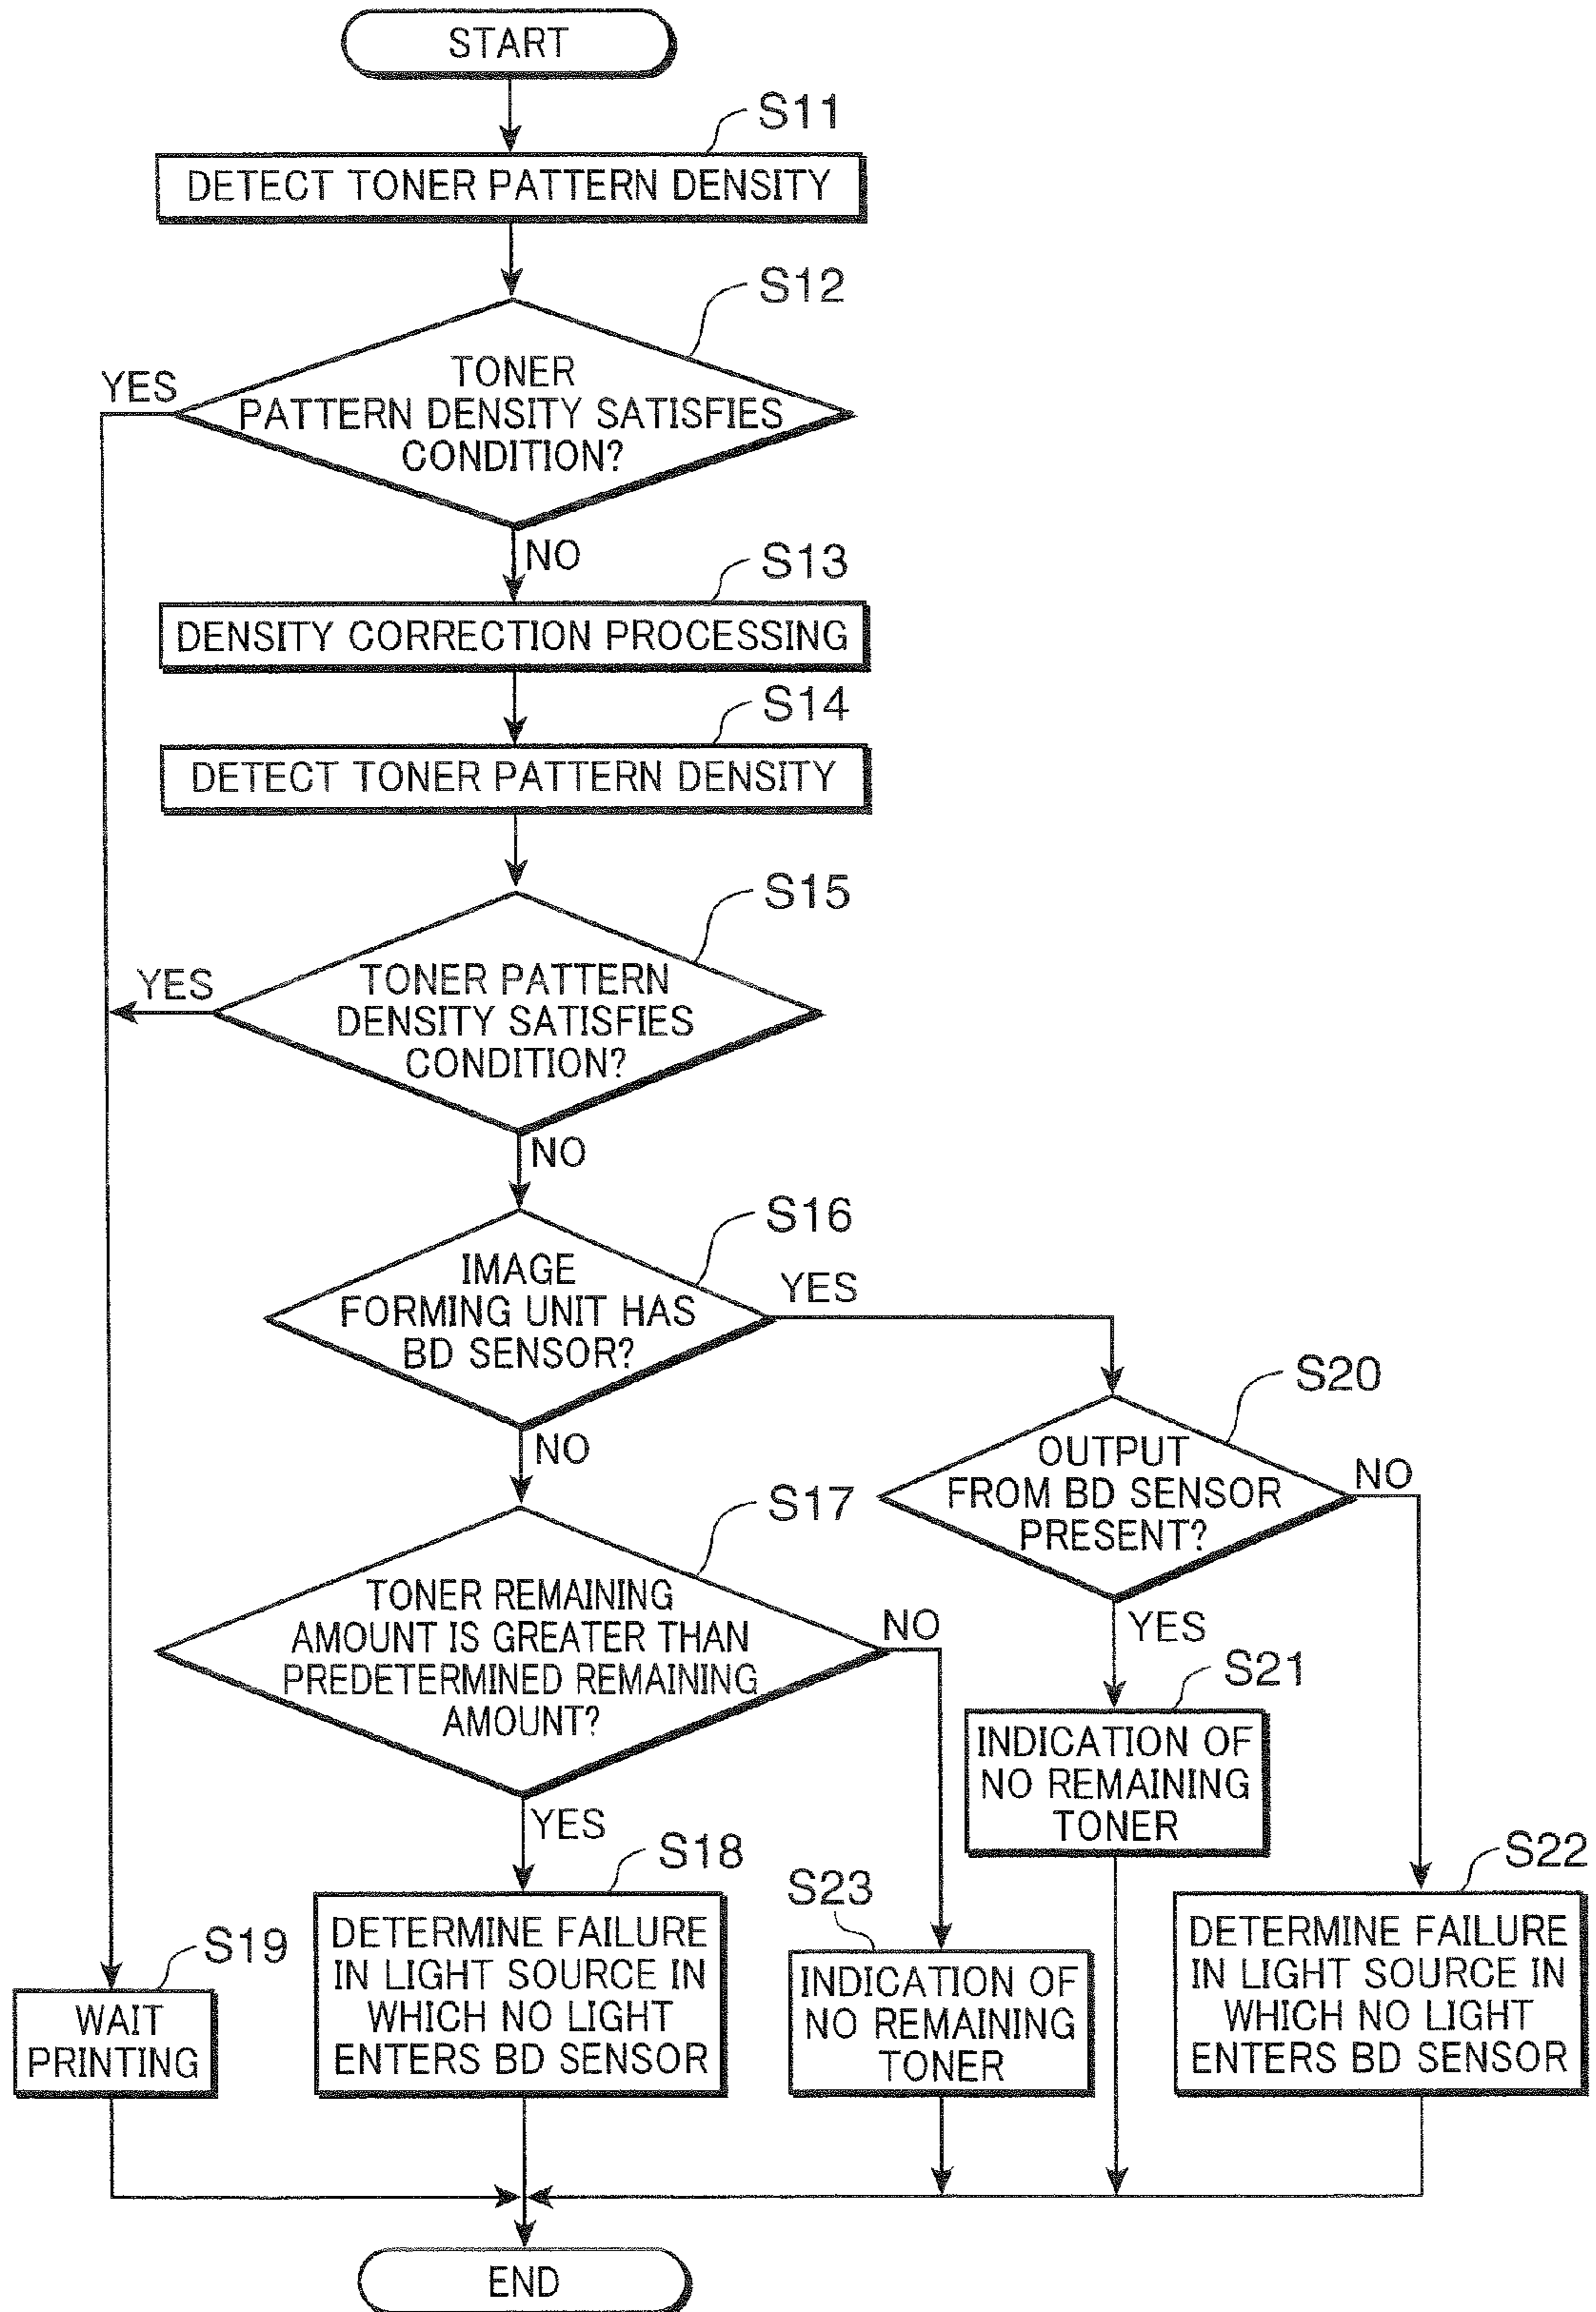 START
S11
DETECT TONER PATTERN DENSITY
S12
TONER
PATTERN DENSITY SATISFIES
CONDITION?
YES
NO
S13
DENSITY CORRECTION PROCESSING
S14
DETECT TONER PATTERN DENSITY
S15
TONER PATTERN
DENSITY SATISFIES
CONDITION?
YES
NO
S16
IMAGE
FORMING UNIT HAS
BD SENSOR?
YES
NO
S20
OUTPUT
FROM BD SENSOR
PRESENT?
NO
YES
S17
TONER REMAINING
AMOUNT IS GREATER THAN
PREDETERMINED REMAINING
AMOUNT?
NO
YES
S21
INDICATION OF
NO REMAINING
TONER
S18
DETERMINE FAILURE
IN LIGHT SOURCE IN
WHICH NO LIGHT
ENTERS BD SENSOR
S23
INDICATION OF
NO REMAINING
TONER
S22
DETERMINE FAILURE
IN LIGHT SOURCE IN
WHICH NO LIGHT
ENTERS BD SENSOR
S19
WAIT
PRINTING
END